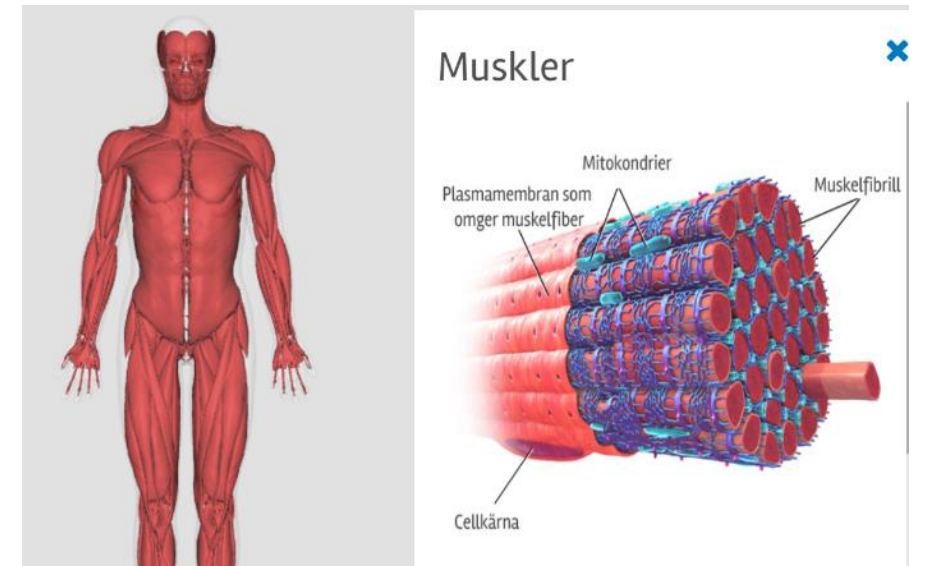 Muskler
Mitokondrier
Plasmamembran som
omger muskelfiber
Muskelfibrill
Cellkärna